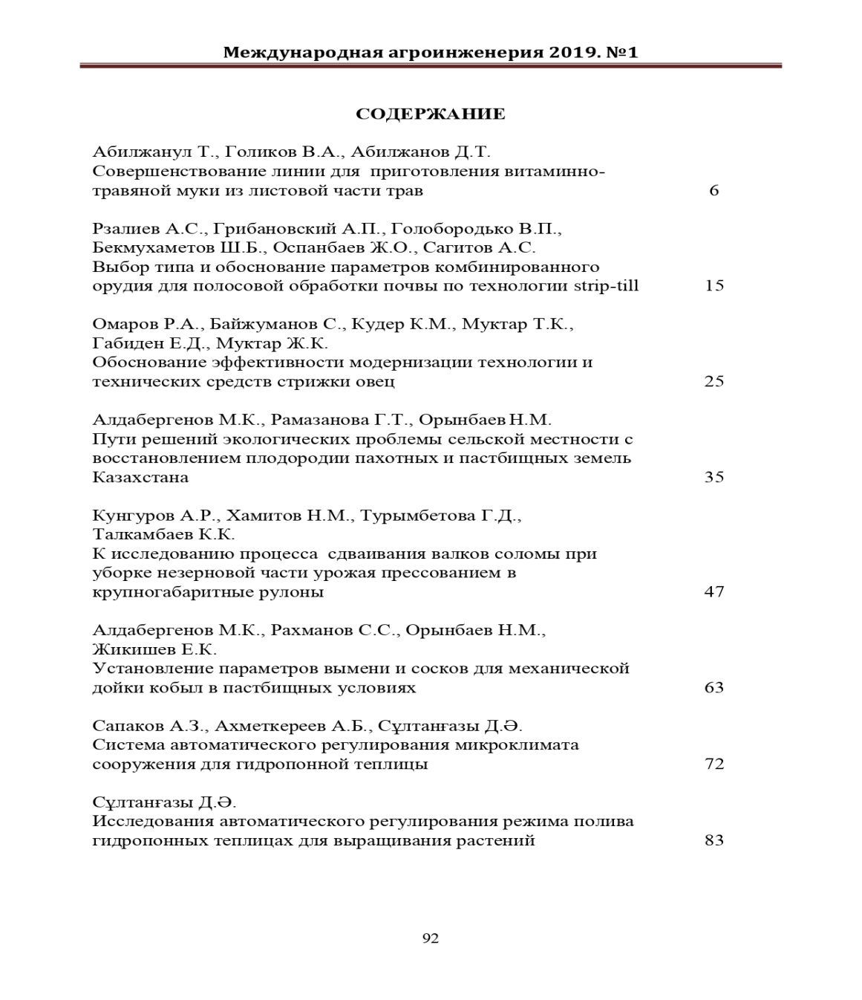 Международная агроинженерия 2019. №1
СОДЕРЖАНИЕ
Абилжанул Т., Голиков В.А., Абилжанов Д.Т.
Совершенствование линии для приготовления витаминно-
травяной муки из листовой части трав 6
Рзалиев А.С., Грибановский А.П., Голобородько В.П.,
Бекмухаметов Ш.Б., Оспанбаев Ж.О., Сагитов А.С.
Выбор типа и обоснование параметров комбинированного
орудия для полосовой обработки почвы по технологии strip-till 15
Омаров Р.А., Байжуманов С., Кудер К.М., Муктар Т.К.,
Габиден Е.Д., Муктар Ж.К.
Обоснование эффективности модернизации технологии и
технических средств стрижки овец 25
Алдабергенов М.К., Рамазанова Г.Т., Орынбаев Н.М.
Пути решений экологических проблемы сельской местности с
восстановлением плодородии пахотных и пастбищных земель
Казахстана 35
Кунгуров А.Р., Хамитов Н.М., Турымбетова Г.Д.,
Талкамбаев К.К.
К исследованию процесса сдваивания валков соломы при
уборке незерновой части урожая прессованием в
крупногабаритные рулоны 47
Алдабергенов М.К., Рахманов С.С., Орынбаев Н.М.,
Жикишев Е.К.
Установление параметров вымени и сосков для механической
дойки кобыл в пастбищных условиях 63
Сапаков А.З., Ахметкереев А.Б., Сұлтанғазы Д.Ә.
Система автоматического регулирования микроклимата
сооружения для гидропонной теплицы 72
Сұлтанғазы Д.Ә.
Исследования автоматического регулирования режима полива
гидропонных теплицах для выращивания растений 83
92